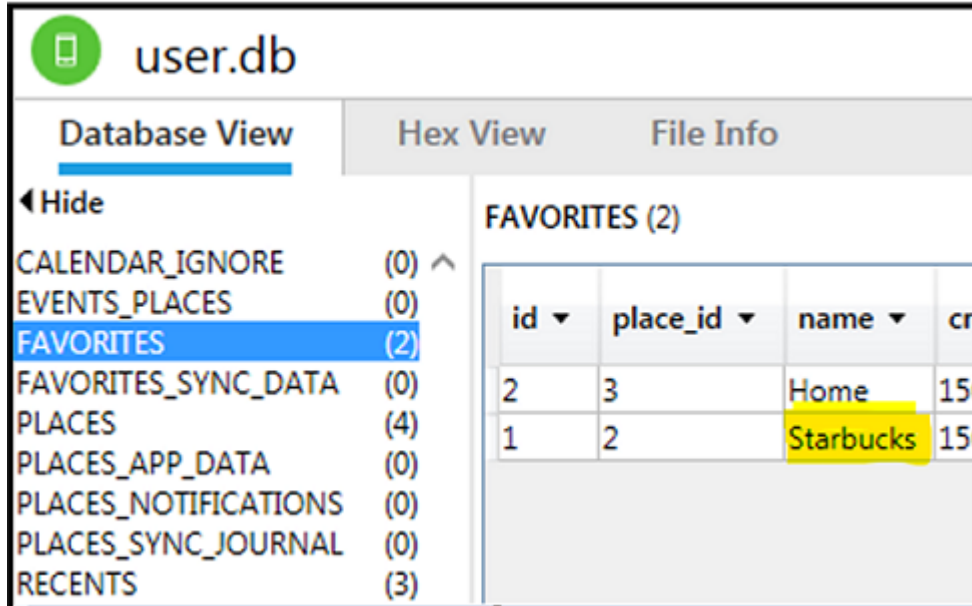 user.db
Database View Hex View File Info
Hide
FAVORITES (2)
CALENDAR_IGNORE (0)
EVENTS_PLACES (0)
FAVORITES (2)
FAVORITES_SYNC_DATA (0)
PLACES (4)
PLACES_APP_DATA (0)
PLACES_NOTIFICATIONS (0)
PLACES_SYNC_JOURNAL (0)
RECENTS (3)
id place_id name
2 3 Home 15
1 2 Starbucks 15